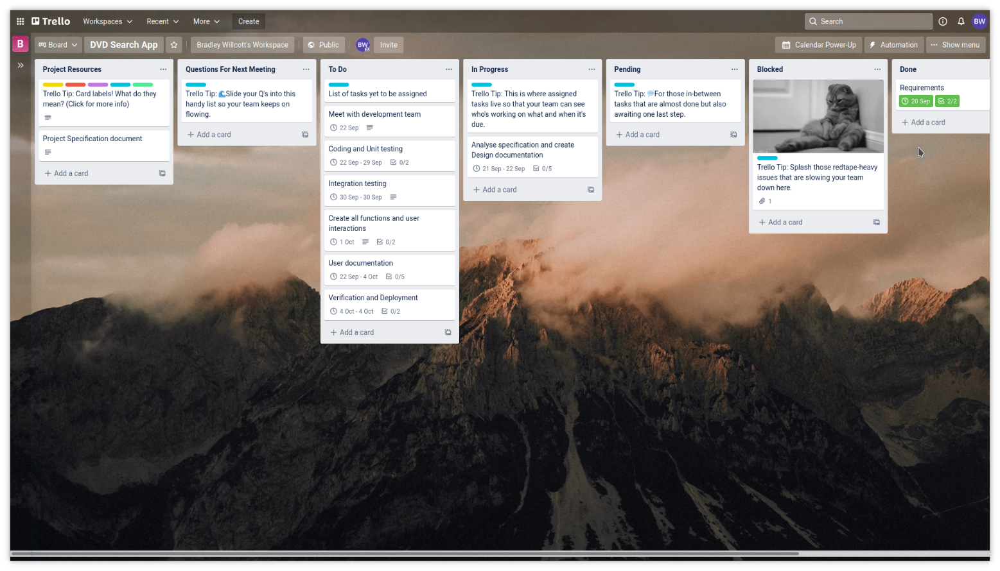 Trello
Workspaces
Recent
More
Create
Search
BW
B
Board
DVD Search App
Bradley Willcott's Workspace
Public
BW
Invite
Calendar Power-Up
Automation
Show menu
Project Resources
Trello Tip: Card labels! What do they
mean? (Click for more info)
Project Specification document
Add a card
Questions For Next Meeting
Trello Tip: 🌊Slide your Q's into this
handy list so your team keeps on
flowing.
Add a card
To Do
List of tasks yet to be assigned
Meet with development team
22 Sep
Coding and Unit testing
22 Sep - 29 Sep 0/2
Integration testing
30 Sep - 30 Sep
Create all functions and user
interactions
1 Oct 0/2
User documentation
22 Sep - 4 Oct 0/5
Verification and Deployment
4 Oct - 4 Oct 0/2
Add a card
In Progress
Trello Tip: This is where assigned
tasks live so that your team can see
who's working on what and when it's
due.
Analyse specification and create
Design documentation
21 Sep - 22 Sep 0/5
Add a card
Pending
Trello Tip: 💬For those in-between
tasks that are almost done but also
awaiting one last step.
Add a card
Blocked
Trello Tip: Splash those redtape-heavy
issues that are slowing your team
down here.
1
Add a card
Done
Requirements
20 Sep 2/2
Add a card